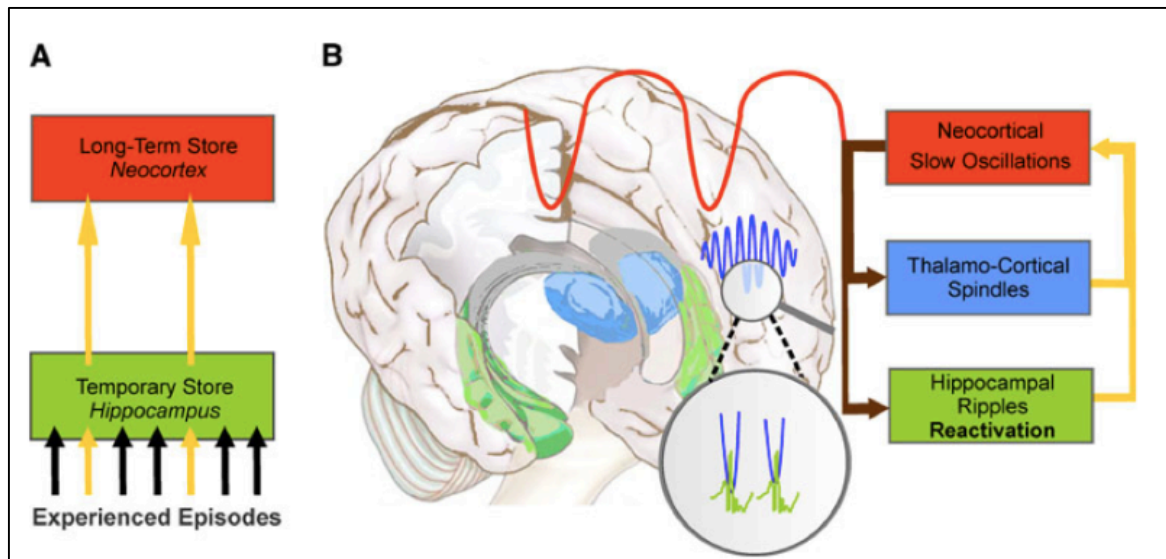 A
Long-Term Store
Neocortex
Temporary Store
Hippocampus
Experienced Episodes
B
Neocortical
Slow Oscillations
Thalamo-Cortical
Spindles
Hippocampal
Ripples
Reactivation